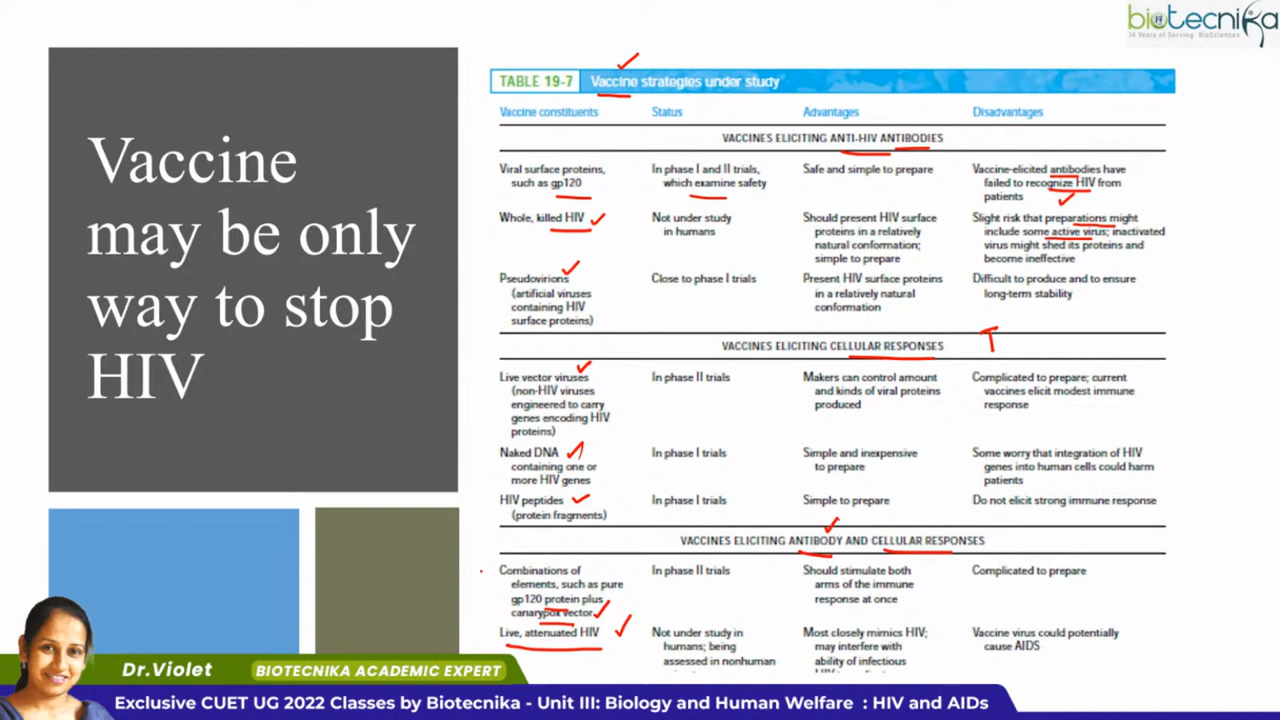 biotecnika
14 Years of Serving BioSciences
Vaccine
may be only
way to stop
HIV
TABLE 19-7 Vaccine strategies under study
Vaccine constituents Status Advantages Disadvantages
VACCINES ELICITING ANTI-HIV ANTIBODIES
Viral surface proteins, In phase I and II trials, Safe and simple to prepare Vaccine-elicited antibodies have
such as gp120 which examine safety failed to recognize HIV from
patients
Whole, killed HIV Not under study Should present HIV surface Slight risk that preparations might
in humans proteins in a relatively include some active virus; inactivated
natural conformation; virus might shed its proteins and
simple to prepare become ineffective
Pseudovirions Close to phase I trials Present HIV surface proteins Difficult to produce and to ensure
(artificial viruses in a relatively natural long-term stability
containing HIV conformation
surface proteins)
VACCINES ELICITING CELLULAR RESPONSES T
Live vector viruses In phase II trials Makers can control amount Complicated to prepare; current
(non-HIV viruses and kinds of viral proteins vaccines elicit modest immune
engineered to carry produced response
genes encoding HIV
proteins)
Naked DNA In phase I trials Simple and inexpensive Some worry that integration of HIV
containing one or to prepare genes into human cells could harm
more HIV genes patients
HIV peptides In phase I trials Simple to prepare Do not elicit strong immune response
(protein fragments)
VACCINES ELICITING ANTIBODY AND CELLULAR RESPONSES
Combinations of In phase II trials Should stimulate both Complicated to prepare
elements, such as pure arms of the immune
gp120 protein plus response at once
canarypox vector
Live, attenuated HIV Not under study in Most closely mimics HIV; Vaccine virus could potentially
humans; being may interfere with cause AIDS
assessed in nonhuman ability of infectious
Dr.Violet BIOTECNIKA ACADEMIC EXPERT
Exclusive CUET UG 2022 Classes by Biotecnika - Unit III: Biology and Human Welfare : HIV and AIDs